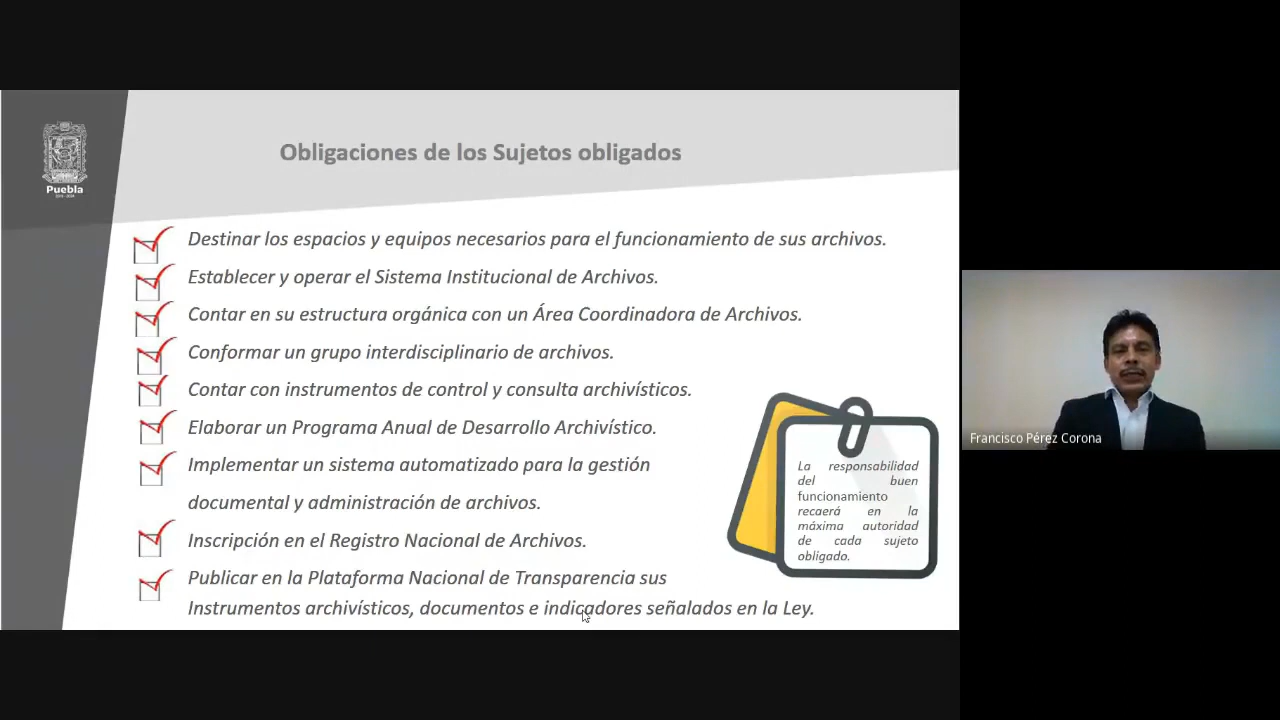 Obligaciones de los Sujetos obligados
Puebla
Destinar los espacios y equipos necesarios para el funcionamiento de sus archivos.
Establecer y operar el Sistema Institucional de Archivos.
Contar en su estructura orgánica con un Área Coordinadora de Archivos.
Conformar un grupo interdisciplinario de archivos.
Contar con instrumentos de control y consulta archivísticos.
Elaborar un Programa Anual de Desarrollo Archivístico.
Implementar un sistema automatizado para la gestión
documental y administración de archivos.
Inscripción en el Registro Nacional de Archivos.
Publicar en la Plataforma Nacional de Transparencia sus
Instrumentos archivísticos, documentos e indicadores señalados en la Ley.
La responsabilidad
del buen
funcionamiento
recaerá en la
máxima autoridad
de cada sujeto
obligado.
Francisco Pérez Corona